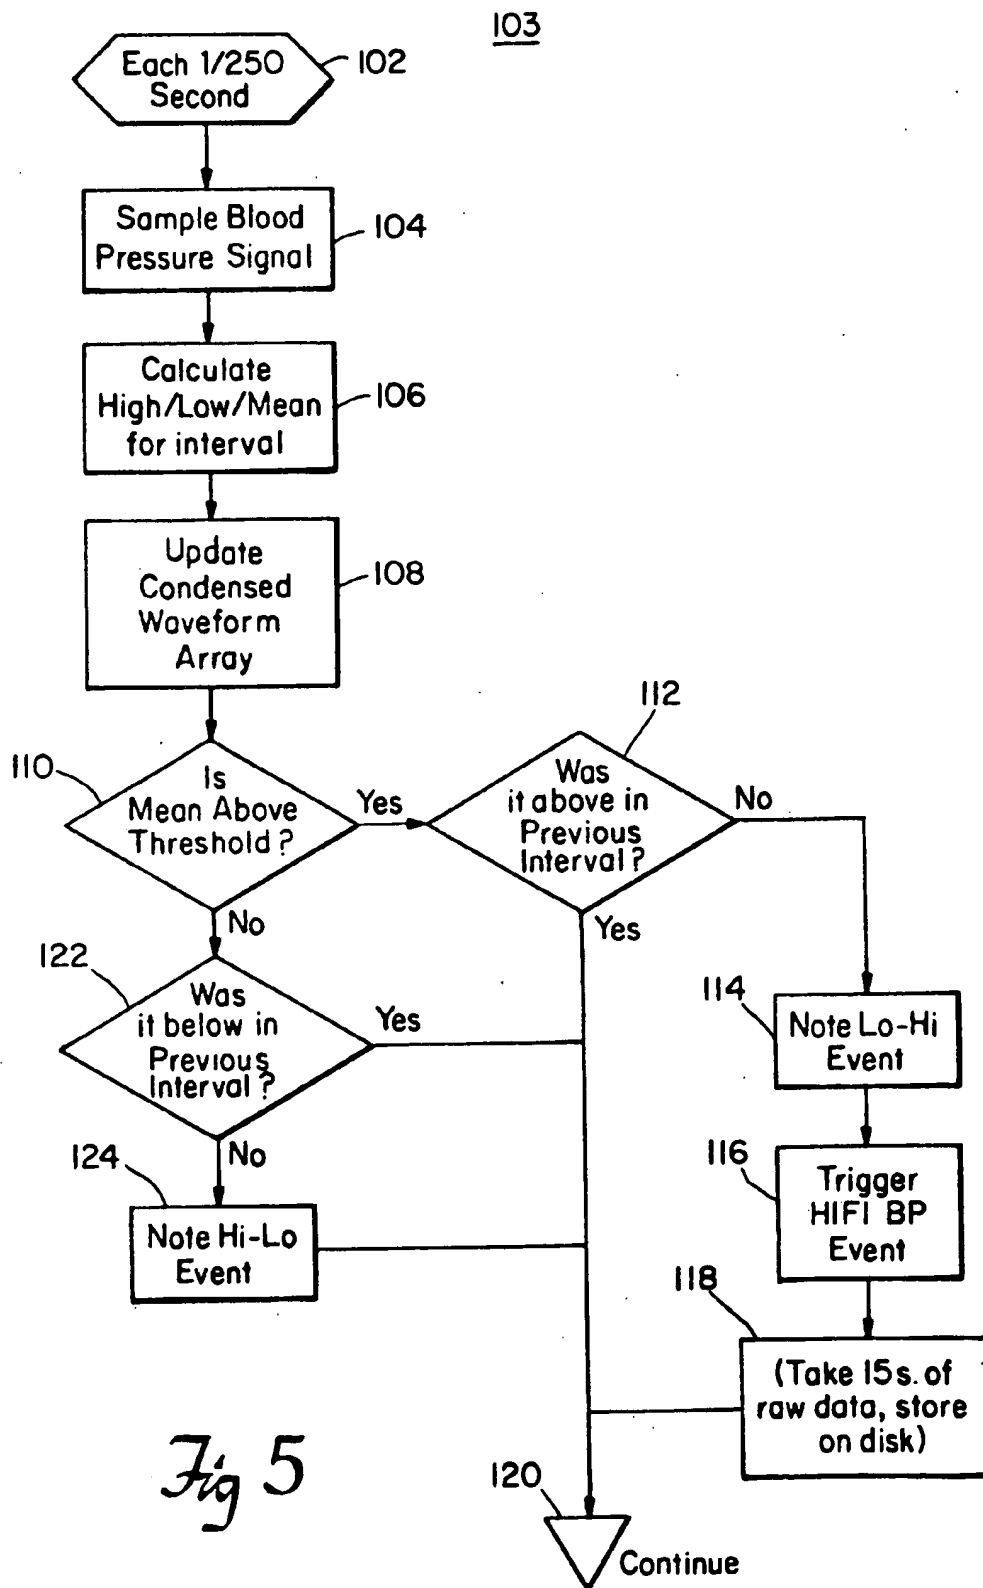 103
Each 1/250
Second
102
Sample Blood
Pressure Signal
104
Calculate
High/Low/Mean
for interval
106
Update
Condensed
Waveform
Array
108
110
Is
Mean Above
Threshold?
Yes
No
112
Was
it above in
Previous
Interval?
No
Yes
122
Was
it below in
Previous
Interval?
Yes
No
114
Note Lo-Hi
Event
124
Note Hi-Lo
Event
116
Trigger
HIFI BP
Event
118
(Take 15s. of
raw data, store
on disk)
120
Continue
Fig 5